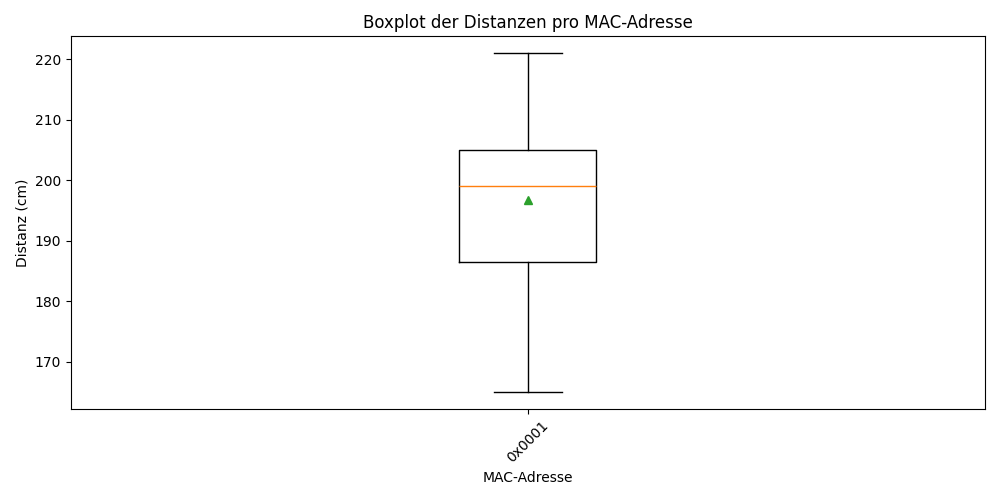 Boxplot der Distanzen pro MAC-Adresse
220
210
200
190
180
170
Distanz (cm)
0x0001
MAC-Adresse